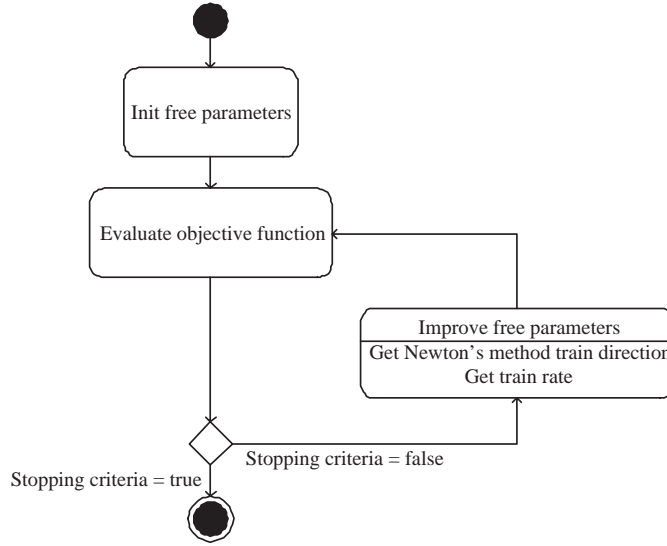 Init free parameters
Evaluate objective function
Improve free parameters
Get Newton's method train direction
Get train rate
Stopping criteria = false
Stopping criteria = true